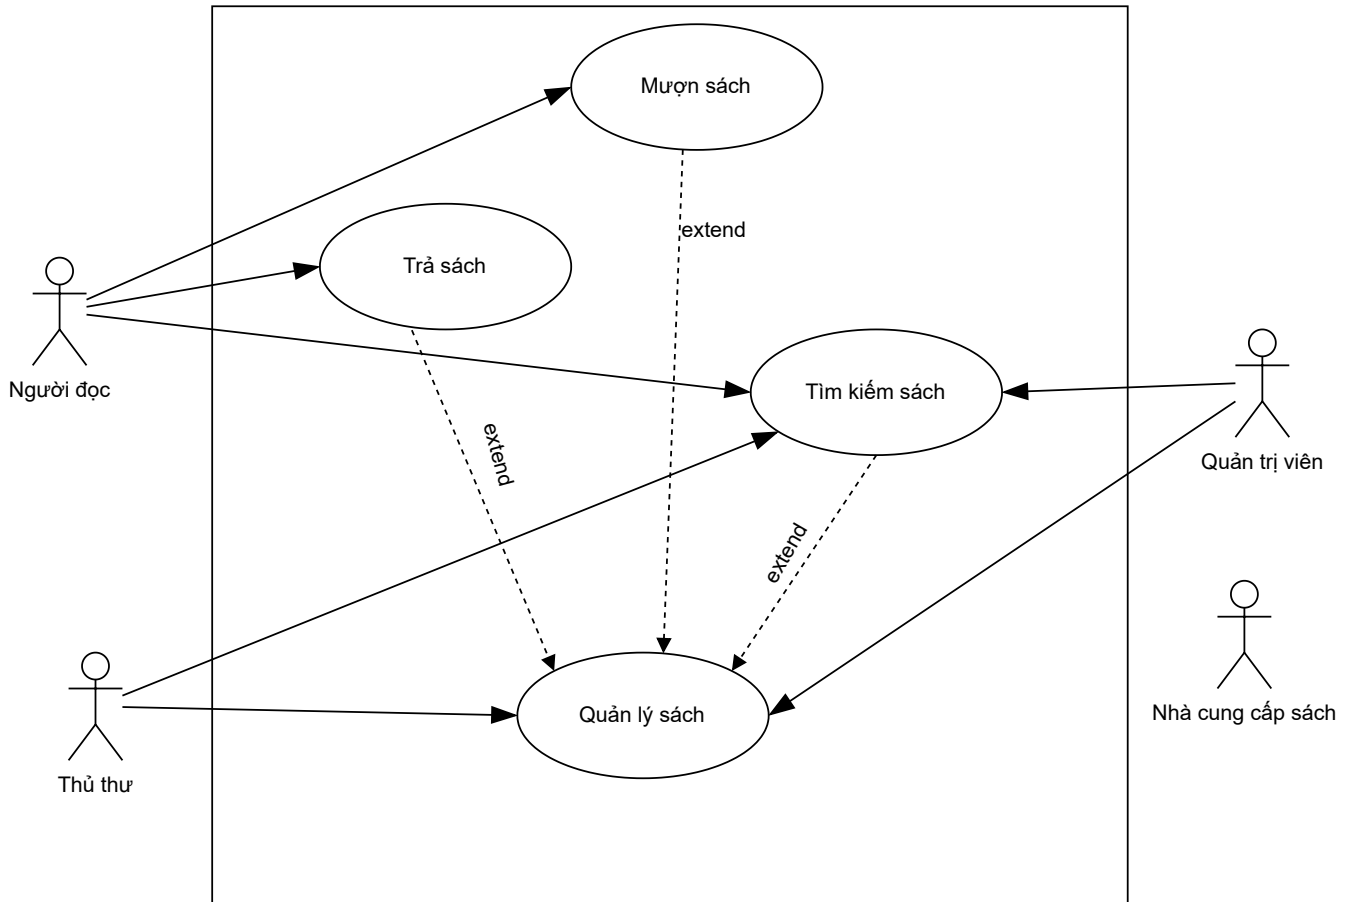 Mượn sách
extend
Trả sách
Người đọc
Tìm kiếm sách
Quản trị viên
extend
extend
Quản lý sách
Nhà cung cấp sách
Thủ thư